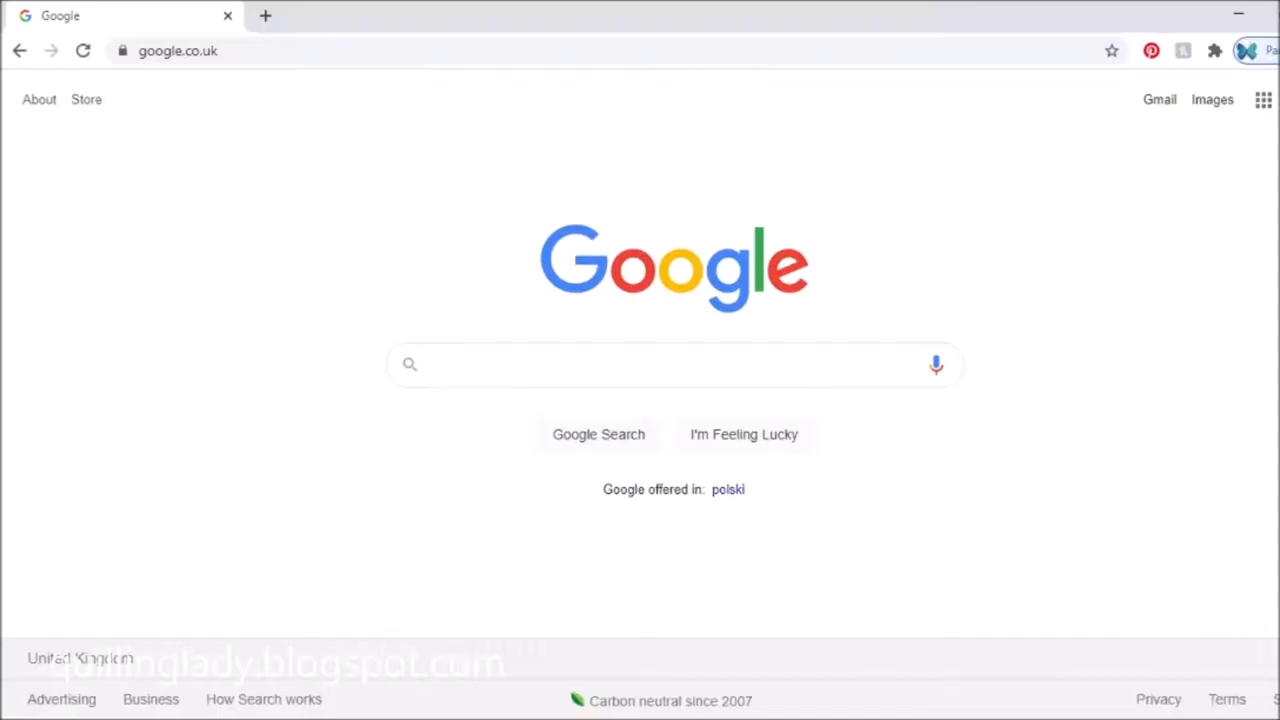 Google
google.co.uk
Pa
About Store
Gmail Images
Google
Google Search I'm Feeling Lucky
Google offered in: polski
United Kingdom
quillinglady.blogspot.com
Advertising Business How Search works
Carbon neutral since 2007
Privacy Terms S